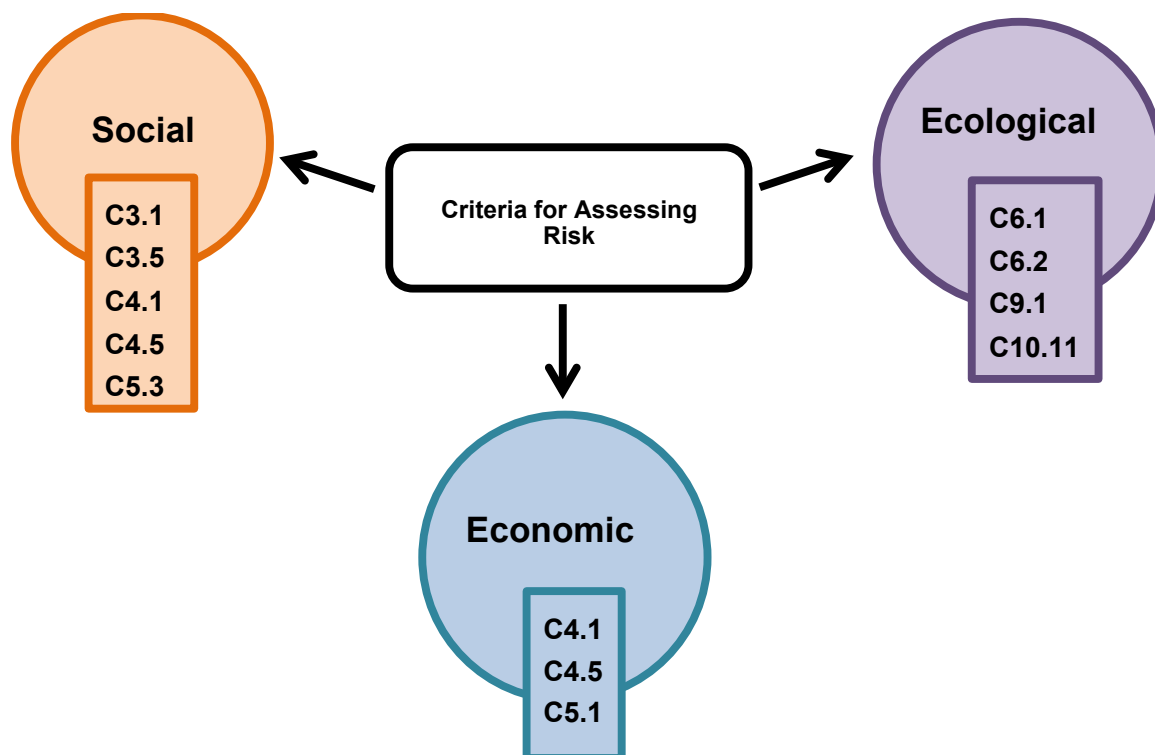 Social
C3.1
C3.5
C4.1
C4.5
C5.3
Criteria for Assessing
Risk
Ecological
C6.1
C6.2
C9.1
C10.11
Economic
C4.1
C4.5
C5.1